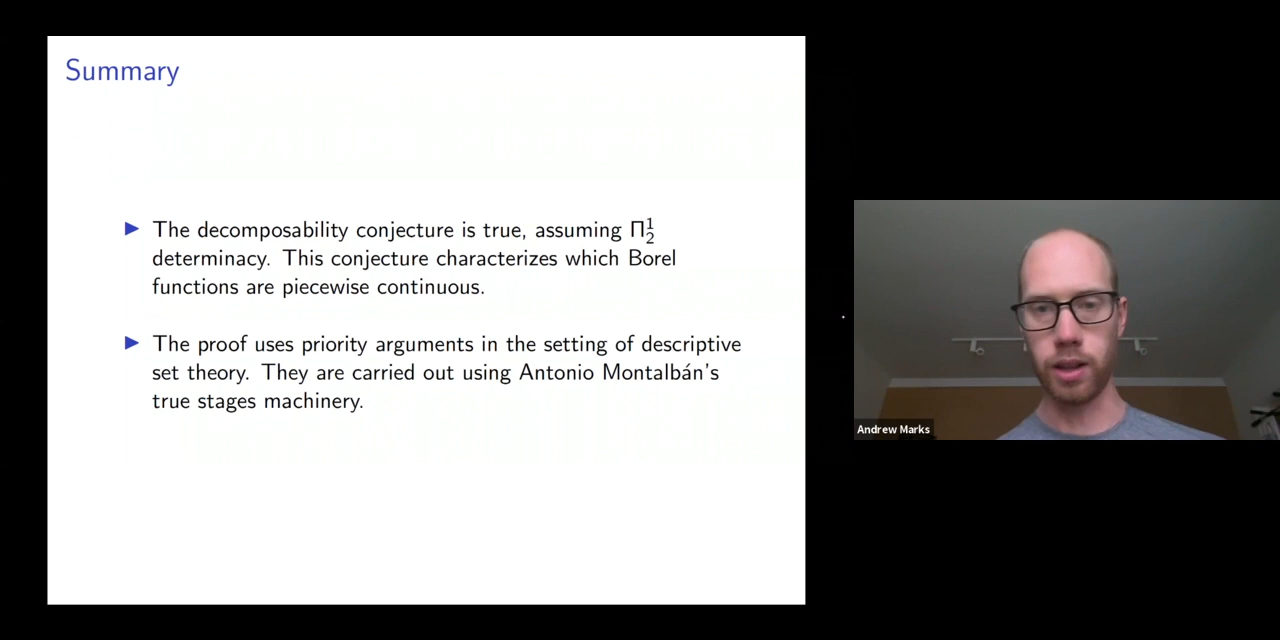 Summary
▶ The decomposability conjecture is true, assuming Π¹₂
determinacy. This conjecture characterizes which Borel
functions are piecewise continuous.
▶ The proof uses priority arguments in the setting of descriptive
set theory. They are carried out using Antonio Montalbán's
true stages machinery.
Andrew Marks